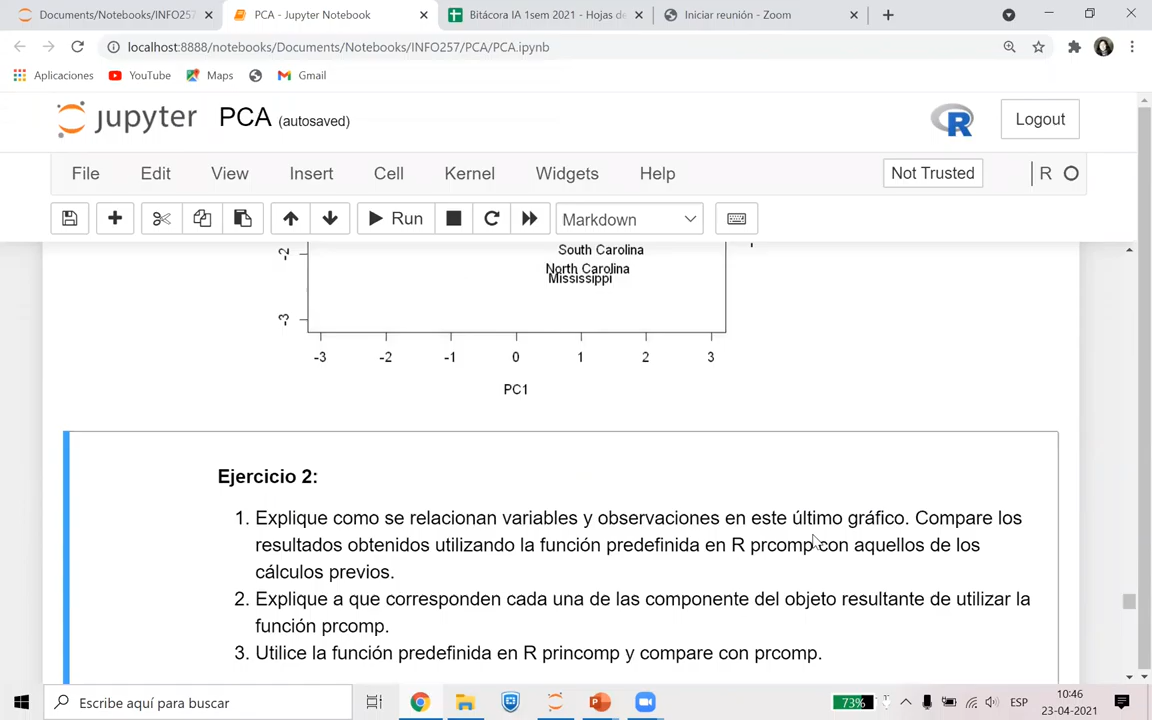 Documents/Notebooks/INFO257
PCA - Jupyter Notebook
Bitácora IA 1sem 2021 - Hojas de
Iniciar reunión - Zoom
localhost:8888/notebooks/Documents/Notebooks/INFO257/PCA/PCA.ipynb
Aplicaciones
YouTube
Maps
Gmail
jupyter PCA (autosaved)
R
Logout
File Edit View Insert Cell Kernel Widgets Help
Not Trusted
R
Run
Markdown
South Carolina
North Carolina
Mississippi
-2
-3
-3 -2 -1 0 1 2 3
PC1
Ejercicio 2:
1. Explique como se relacionan variables y observaciones en este último gráfico. Compare los
resultados obtenidos utilizando la función predefinida en R prcomp con aquellos de los
cálculos previos.
2. Explique a que corresponden cada una de las componente del objeto resultante de utilizar la
función prcomp.
3. Utilice la función predefinida en R princomp y compare con prcomp.
Escribe aquí para buscar
73%
ESP
10:46
23-04-2021